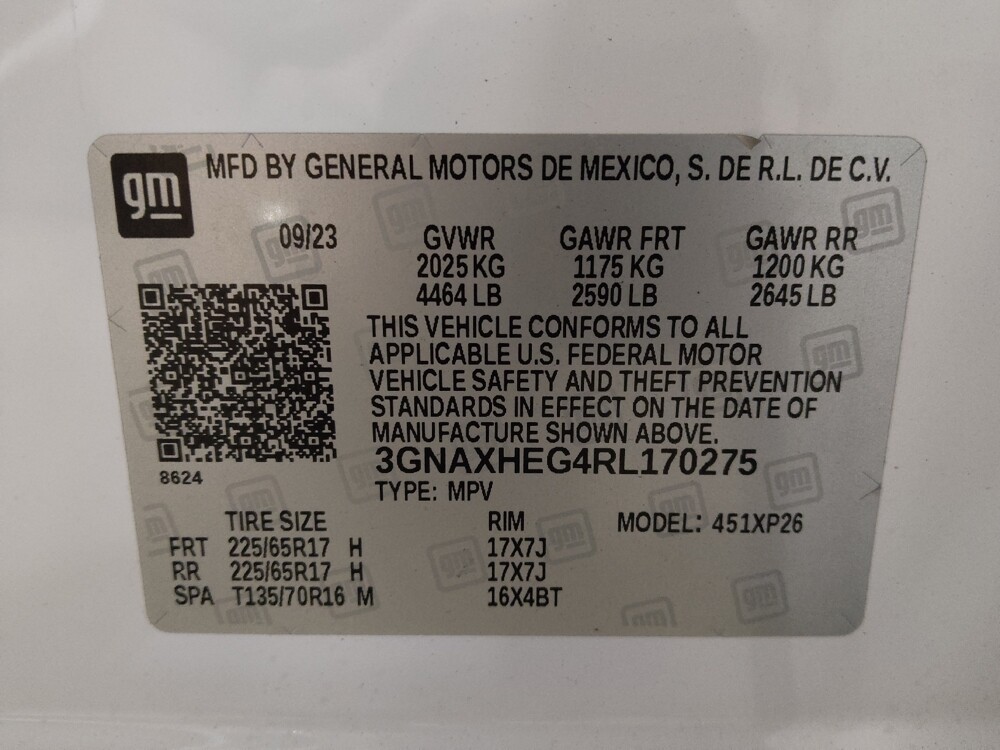 gm MFD BY GENERAL MOTORS DE MEXICO, S. DE R.L. DE C.V.
09/23 GVWR GAWR FRT GAWR RR
2025 KG 1175 KG 1200 KG
4464 LB 2590 LB 2645 LB
THIS VEHICLE CONFORMS TO ALL
APPLICABLE U.S. FEDERAL MOTOR
VEHICLE SAFETY AND THEFT PREVENTION
STANDARDS IN EFFECT ON THE DATE OF
MANUFACTURE SHOWN ABOVE.
3GNAXHEG4RL170275
8624
TYPE: MPV
TIRE SIZE RIM MODEL: 451XP26
FRT 225/65R17 H 17X7J
RR 225/65R17 H 17X7J
SPA T135/70R16 M 16X4BT